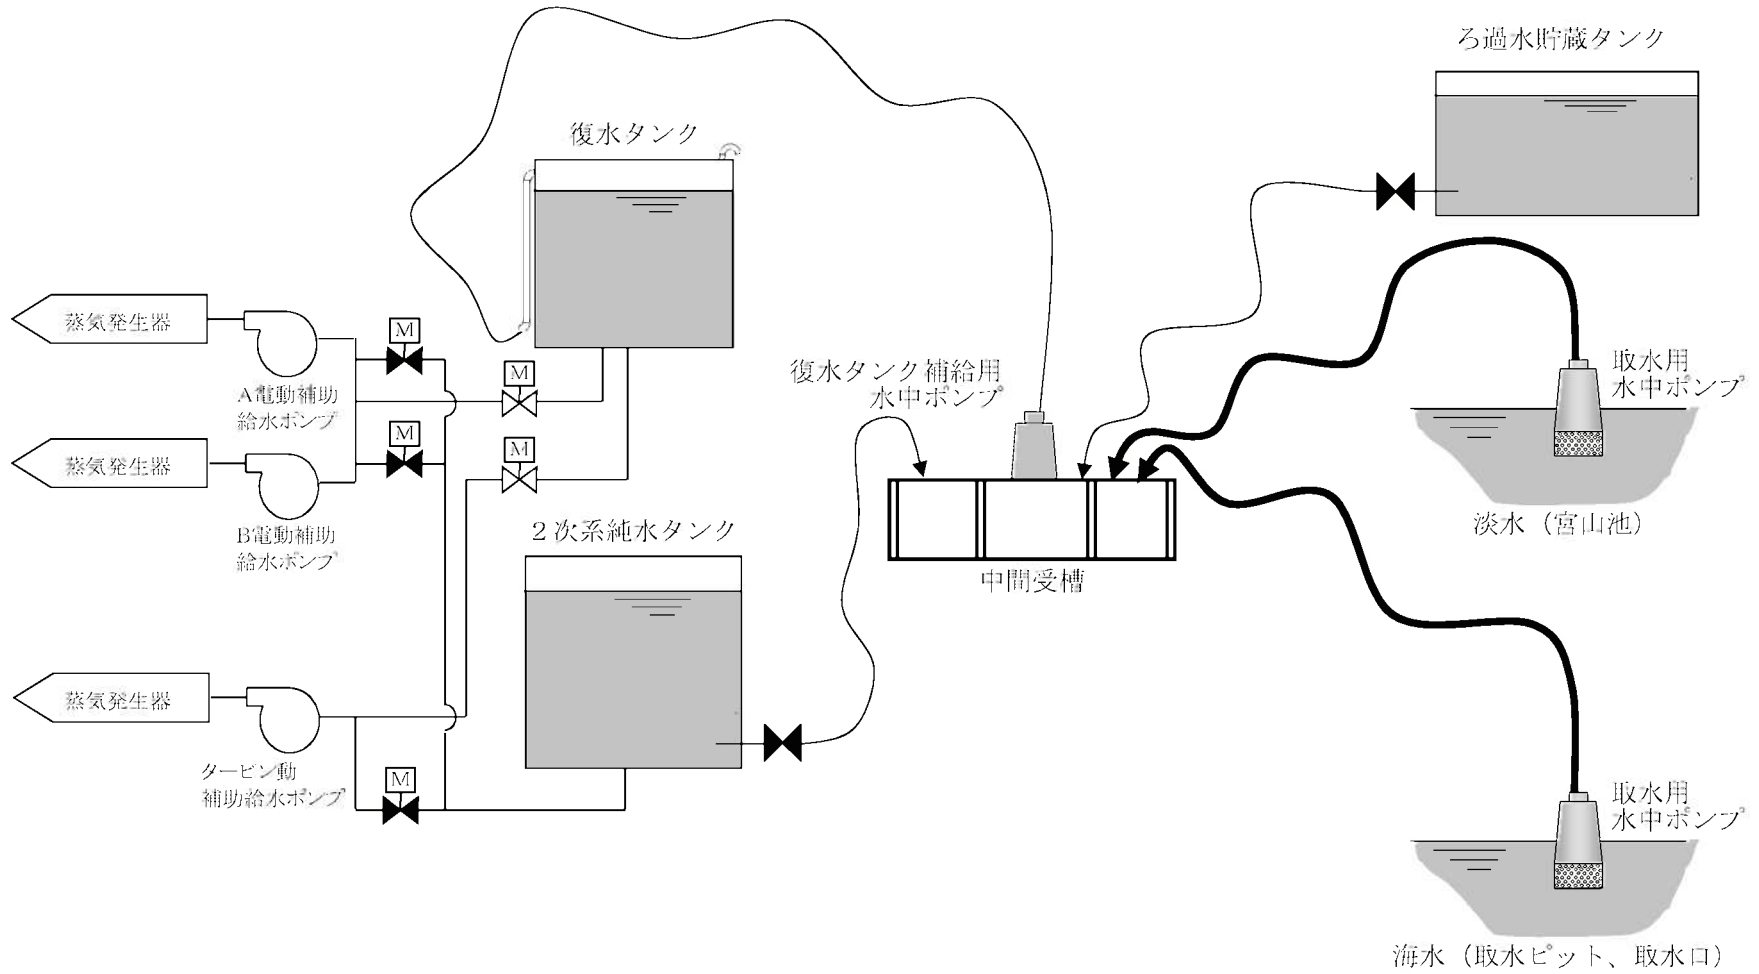 ろ過水貯蔵タンク
復水タンク
蒸気発生器
M
A電動補助
給水ポンプ
M
復水タンク補給用
水中ポンプ
取水用
水中ポンプ
蒸気発生器
M
M
B電動補助
給水ポンプ
２次系純水タンク
淡水（宮山池）
中間受槽
蒸気発生器
タービン動
補助給水ポンプ
M
取水用
水中ポンプ
海水（取水ピット、取水口）